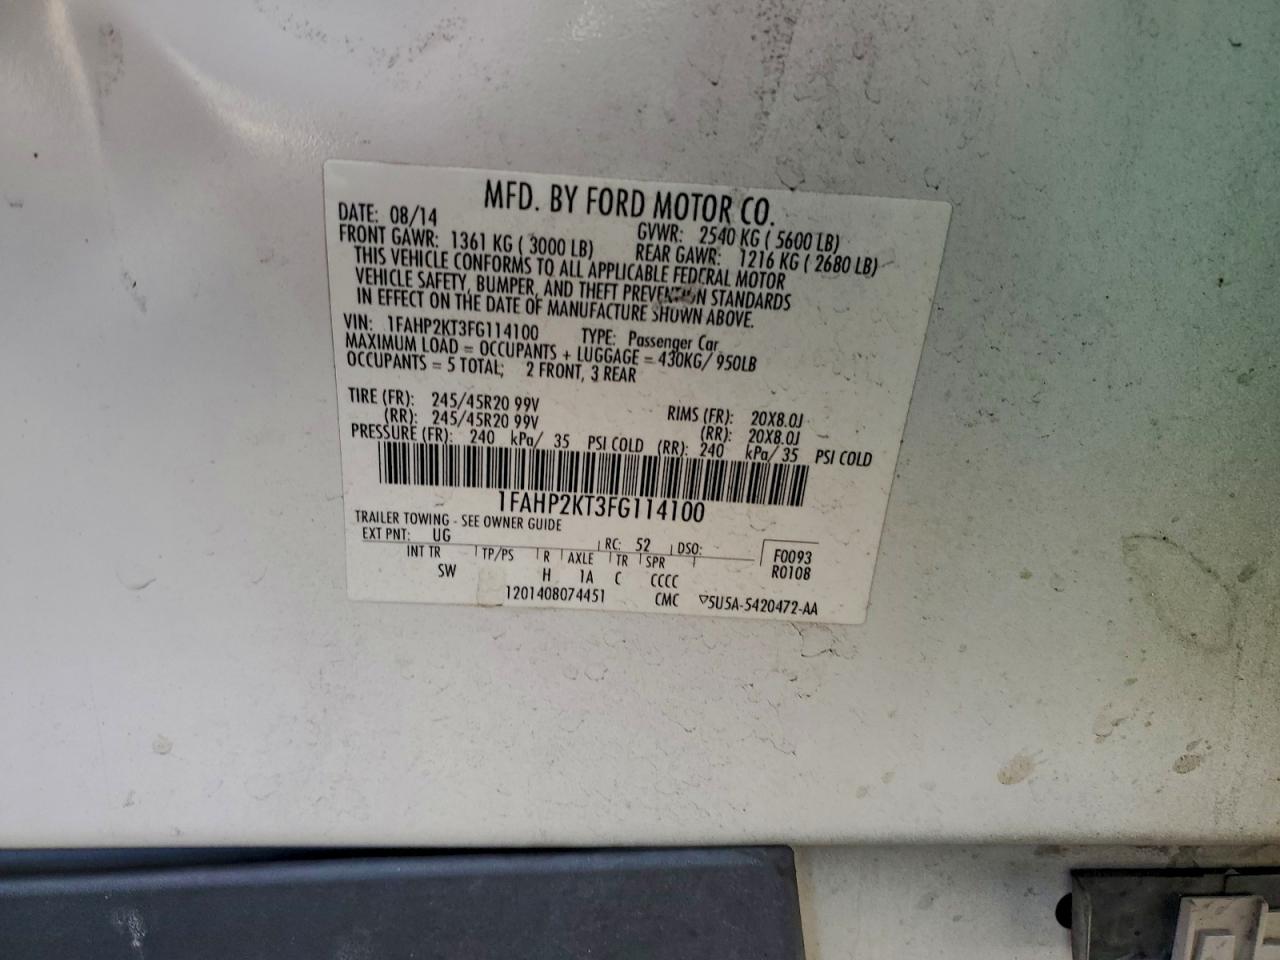 MFD. BY FORD MOTOR CO.
DATE: 08/14 GVWR: 2540 KG ( 5600 LB)
FRONT GAWR: 1361 KG ( 3000 LB) REAR GAWR: 1216 KG ( 2680 LB)
THIS VEHICLE CONFORMS TO ALL APPLICABLE FEDERAL MOTOR
VEHICLE SAFETY, BUMPER, AND THEFT PREVENTION STANDARDS
IN EFFECT ON THE DATE OF MANUFACTURE SHOWN ABOVE.
VIN: 1FAHP2KT3FG114100 TYPE: Passenger Car
MAXIMUM LOAD = OCCUPANTS + LUGGAGE = 430KG/ 950LB
OCCUPANTS = 5 TOTAL; 2 FRONT, 3 REAR
TIRE (FR): 245/45R20 99V RIMS (FR): 20X8.0J
(RR): 245/45R20 99V (RR): 20X8.0J
PRESSURE (FR): 240 kPa/ 35 PSI COLD (RR): 240 kPa/ 35 PSI COLD
1FAHP2KT3FG114100
TRAILER TOWING - SEE OWNER GUIDE
EXT PNT: UG RC: 52 DSO: F0093
INT TR TP/PS R AXLE TR SPR R0108
SW H 1A C CCCC
1201408074451 CMC ▽5U5A-5420472-AA